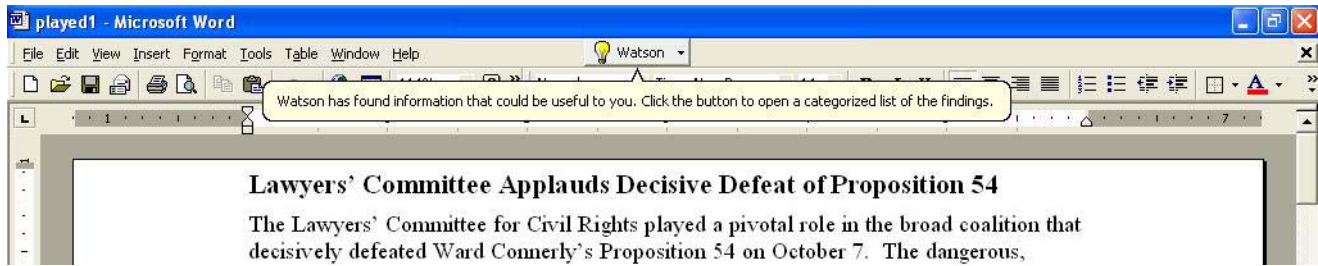 played1 - Microsoft Word
File Edit View Insert Format Tools Table Window Help Watson
Watson has found information that could be useful to you. Click the button to open a categorized list of the findings.
L 1 7
Lawyers' Committee Applauds Decisive Defeat of Proposition 54
The Lawyers' Committee for Civil Rights played a pivotal role in the broad coalition that
decisively defeated Ward Connerly's Proposition 54 on October 7. The dangerous,